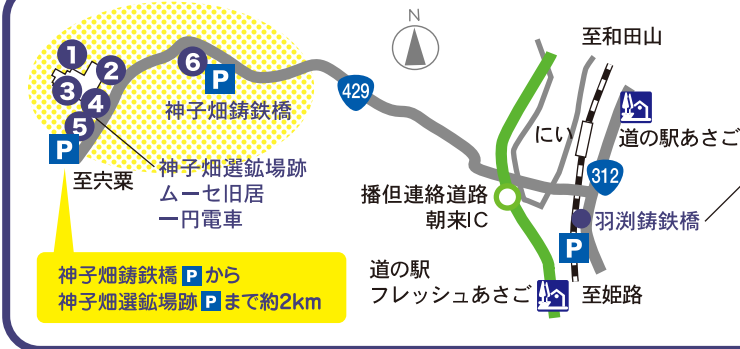 1
2
3
4
5
6
P
神子畑鋳鉄橋
P
至宍粟
神子畑選鉱場跡
ムーセ旧居
一円電車
神子畑鋳鉄橋 P から
神子畑選鉱場跡 P まで約2km
N
429
至和田山
にい
道の駅あさご
312
播但連絡道路
朝来IC
羽渕鋳鉄橋
P
道の駅
フレッシュあさご
至姫路